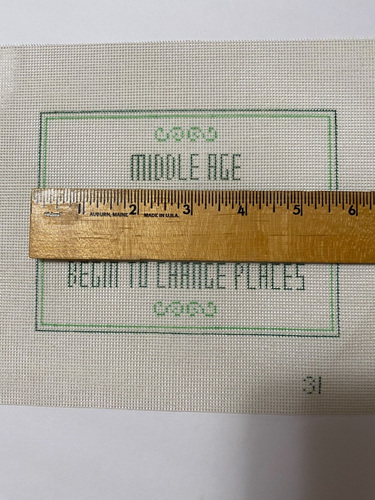 MIDDLE AGE
1 2 3 4 5 6
AUBURN, MAINE MADE IN U.S.A.
BEGIN TO CHANGE PLACES
31